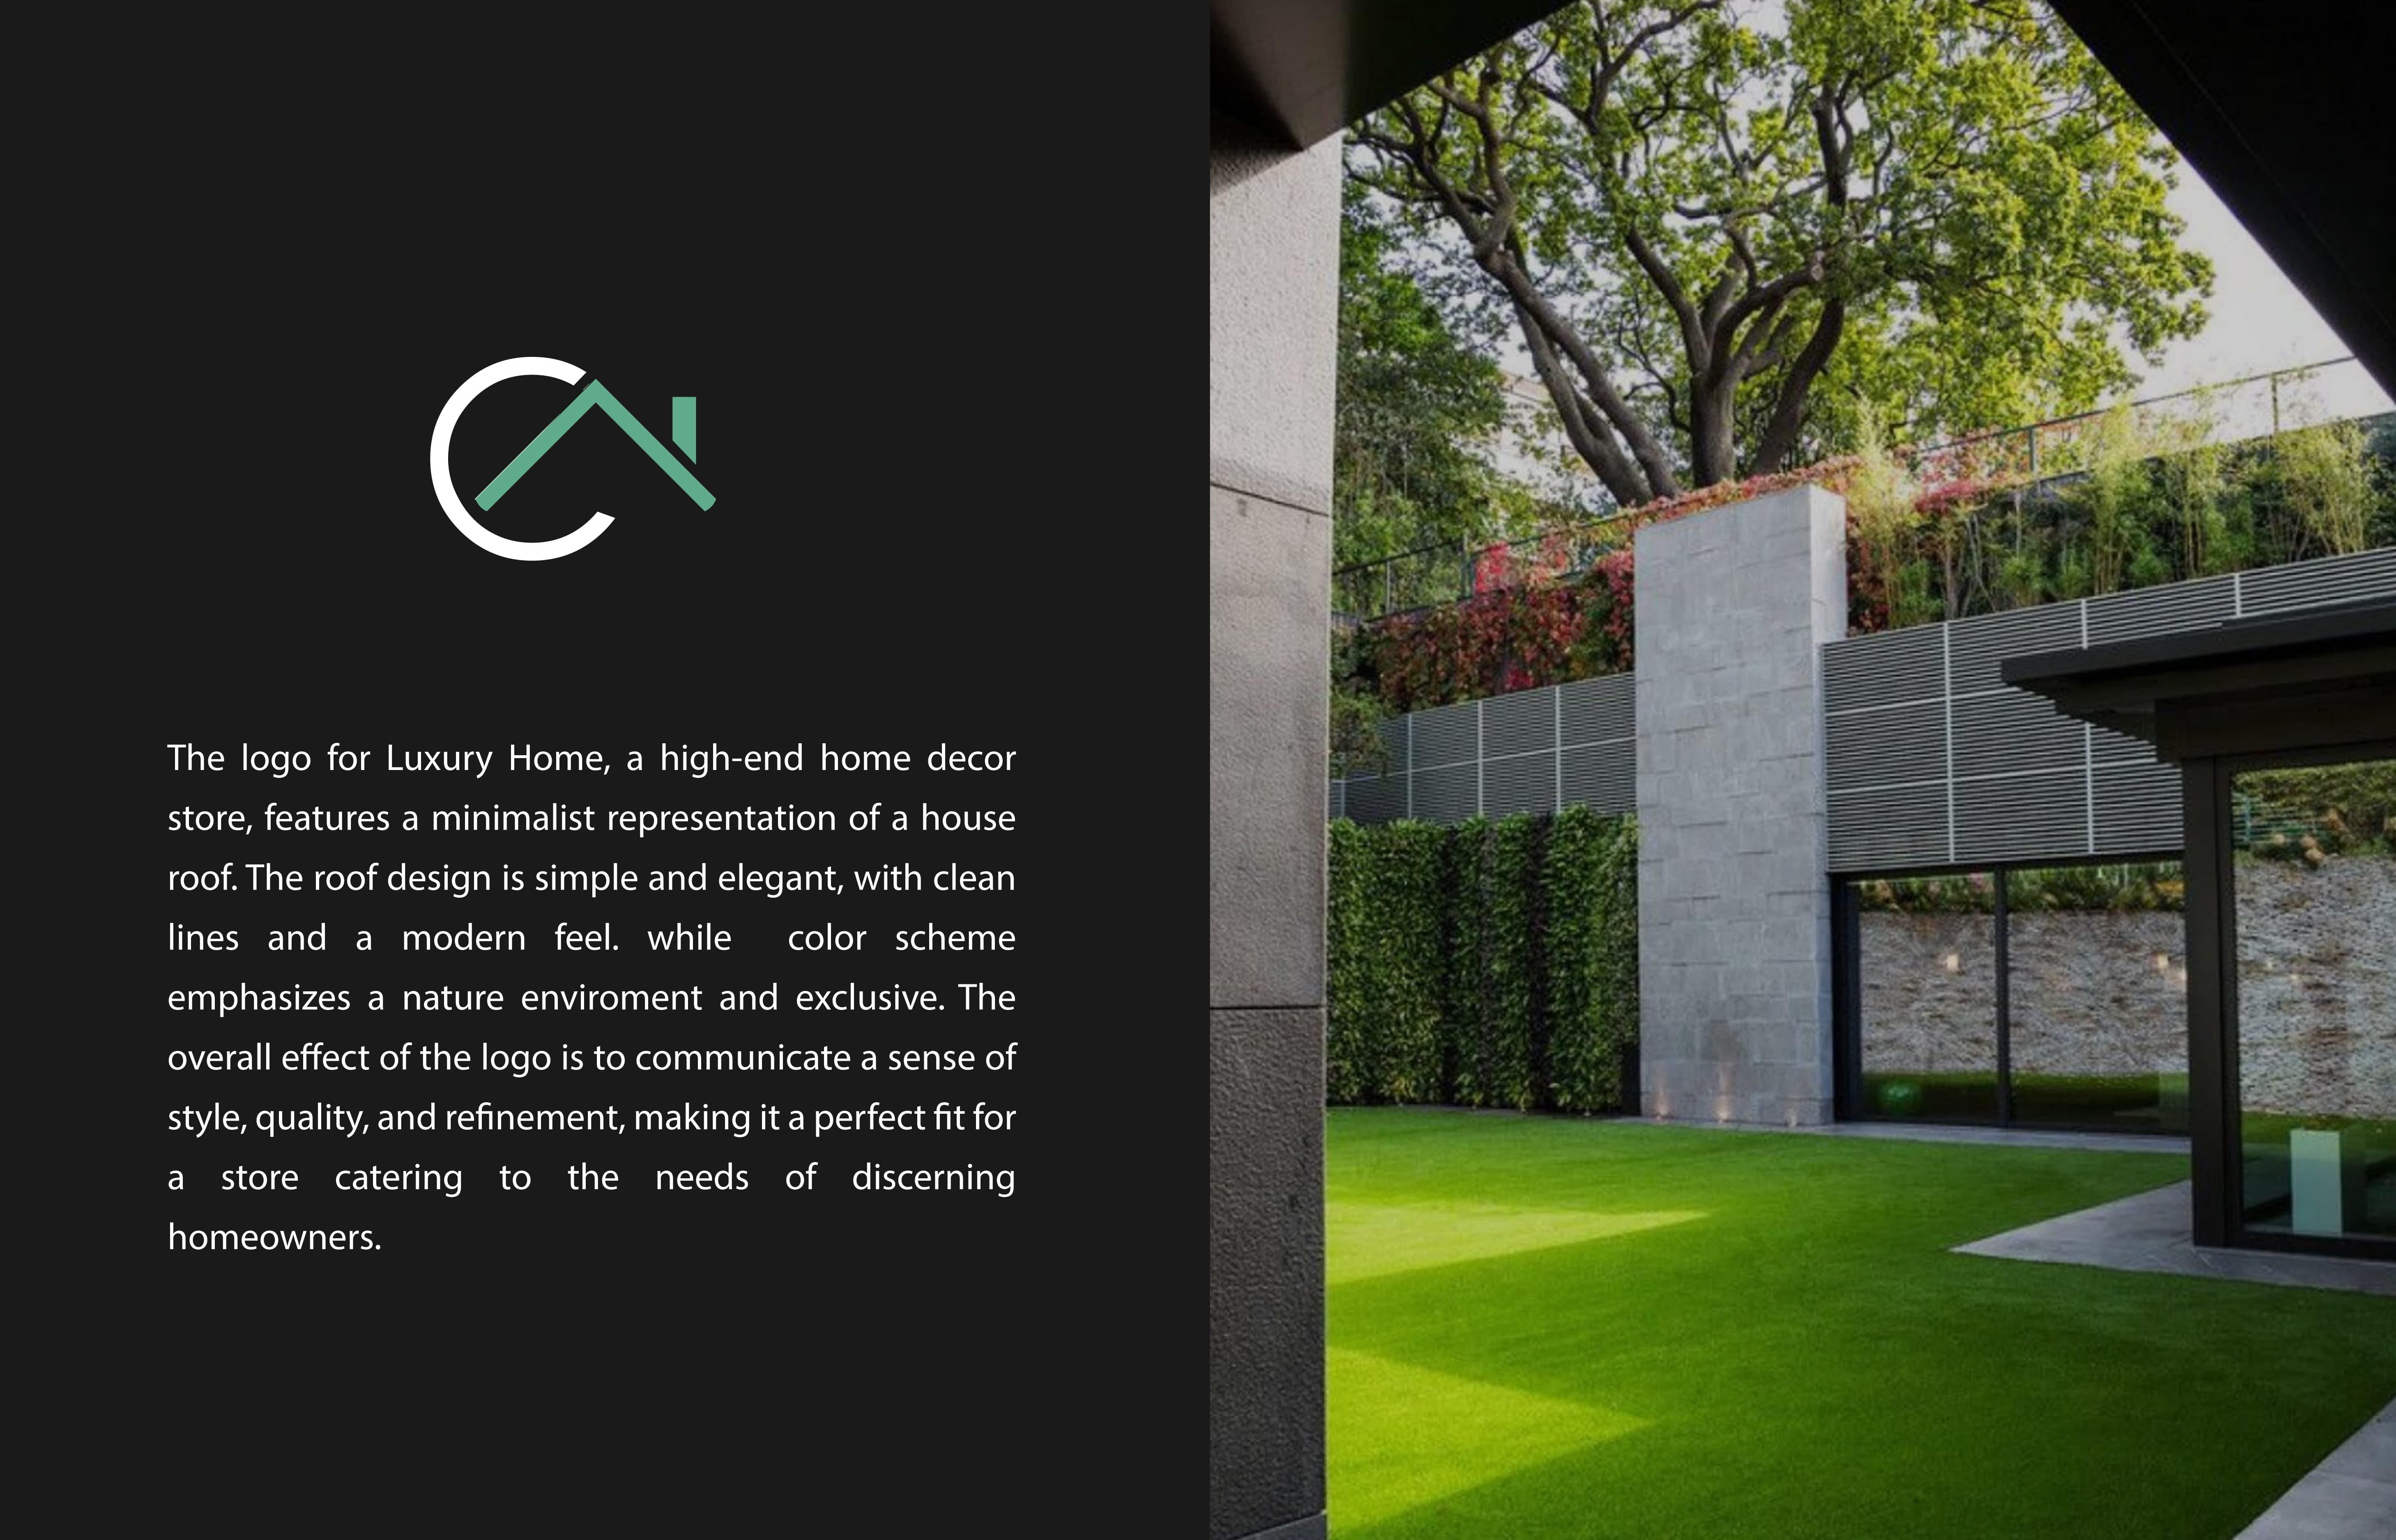 The logo for Luxury Home, a high-end home decor
store, features a minimalist representation of a house
roof. The roof design is simple and elegant, with clean
lines and a modern feel. while color scheme
emphasizes a nature enviroment and exclusive. The
overall effect of the logo is to communicate a sense of
style, quality, and refinement, making it a perfect fit for
a store catering to the needs of discerning
homeowners.